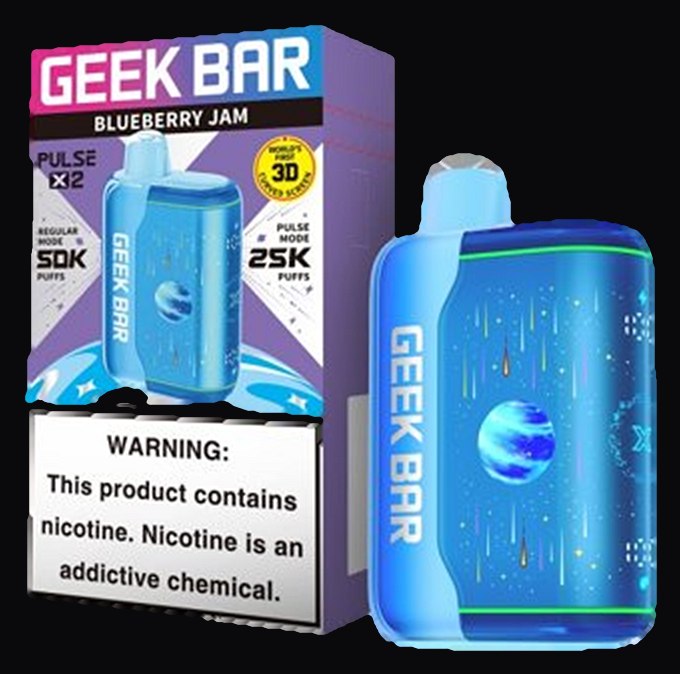 GEEK BAR
BLUEBERRY JAM
PULSE
X2
WORLD'S
FIRST
3D
CURVED SCREEN
REGULAR
MODE
50K
PUFFS
PULSE
MODE
25K
PUFFS
GEEK BAR
WARNING:
This product contains
nicotine. Nicotine is an
addictive chemical.
GEEK BAR
X